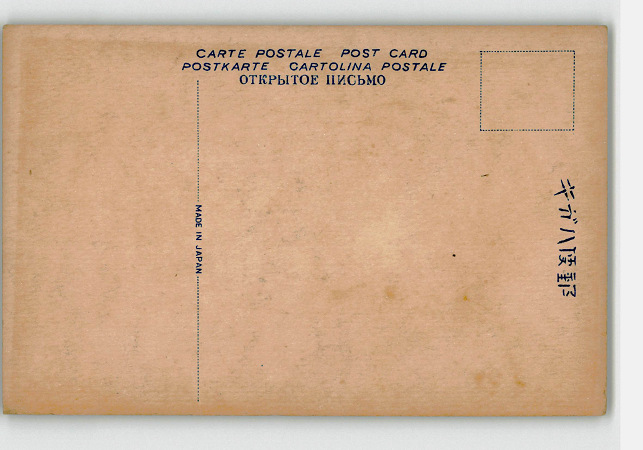 CARTE POSTALE POST CARD
POSTKARTE CARTOLINA POSTALE
ОТКРЫТОЕ ПИСЬМО
MADE IN JAPAN
郵便ハガキ